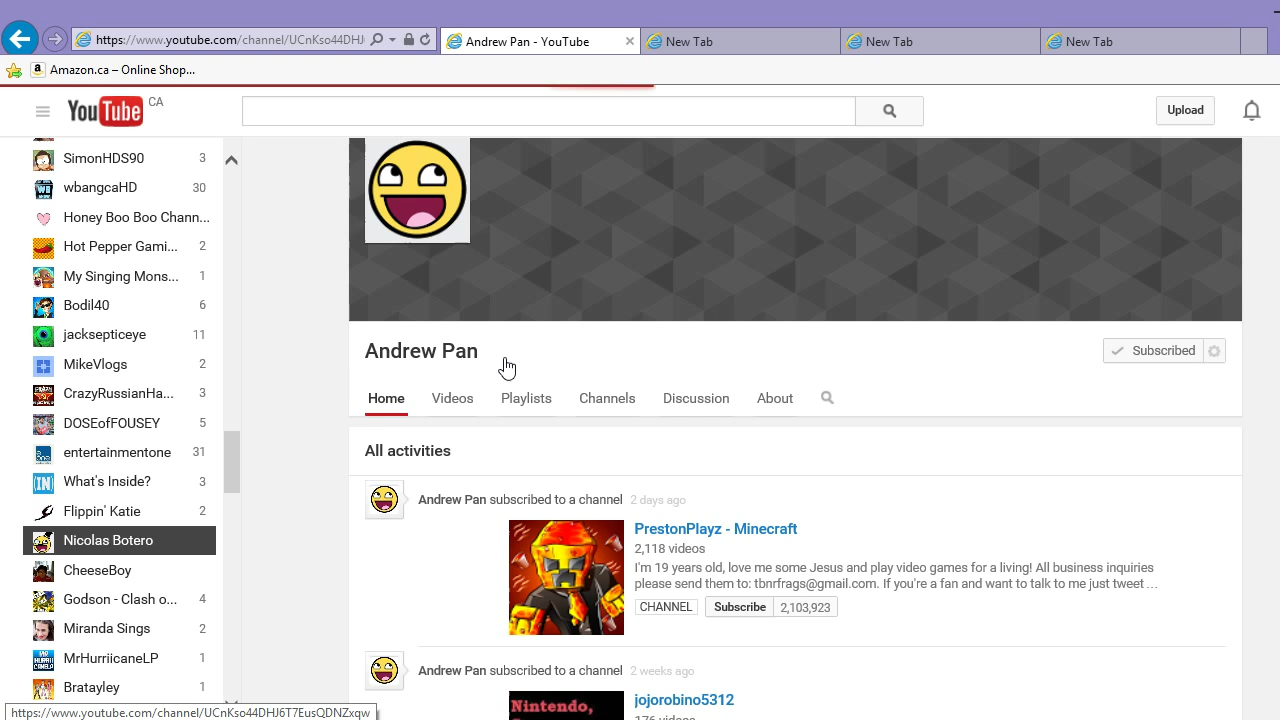 https://www.youtube.com/channel/UCnKso44DHJ
Andrew Pan - YouTube
New Tab
New Tab
New Tab
Amazon.ca – Online Shop...
YouTube CA
Upload
SimonHDS90 3
wbangcaHD 30
Honey Boo Boo Chann...
Hot Pepper Gami... 2
My Singing Mons... 1
Bodil40 6
jacksepticeye 11
MikeVlogs 2
CrazyRussianHa... 3
DOSEofFOUSEY 5
entertainmentone 31
What's Inside? 3
Flippin' Katie 2
Nicolas Botero
CheeseBoy
Godson - Clash o... 4
Miranda Sings 2
MrHurriicaneLP 1
Bratayley 1
Andrew Pan
Subscribed
Home Videos Playlists Channels Discussion About
All activities
Andrew Pan subscribed to a channel 2 days ago
PrestonPlayz - Minecraft
2,118 videos
I'm 19 years old, love me some Jesus and play video games for a living! All business inquiries
please send them to: tbnrfrags@gmail.com. If you're a fan and want to talk to me just tweet ...
CHANNEL Subscribe 2,103,923
Andrew Pan subscribed to a channel 2 weeks ago
Nintendo,
jojorobino5312
176 videos
https://www.youtube.com/channel/UCnKso44DHJ6T7EusQDNZxqw